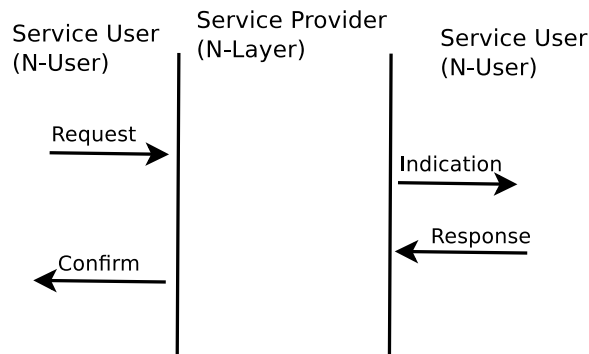 Service User
(N-User)
Service Provider
(N-Layer)
Service User
(N-User)
Request
Indication
Response
Confirm